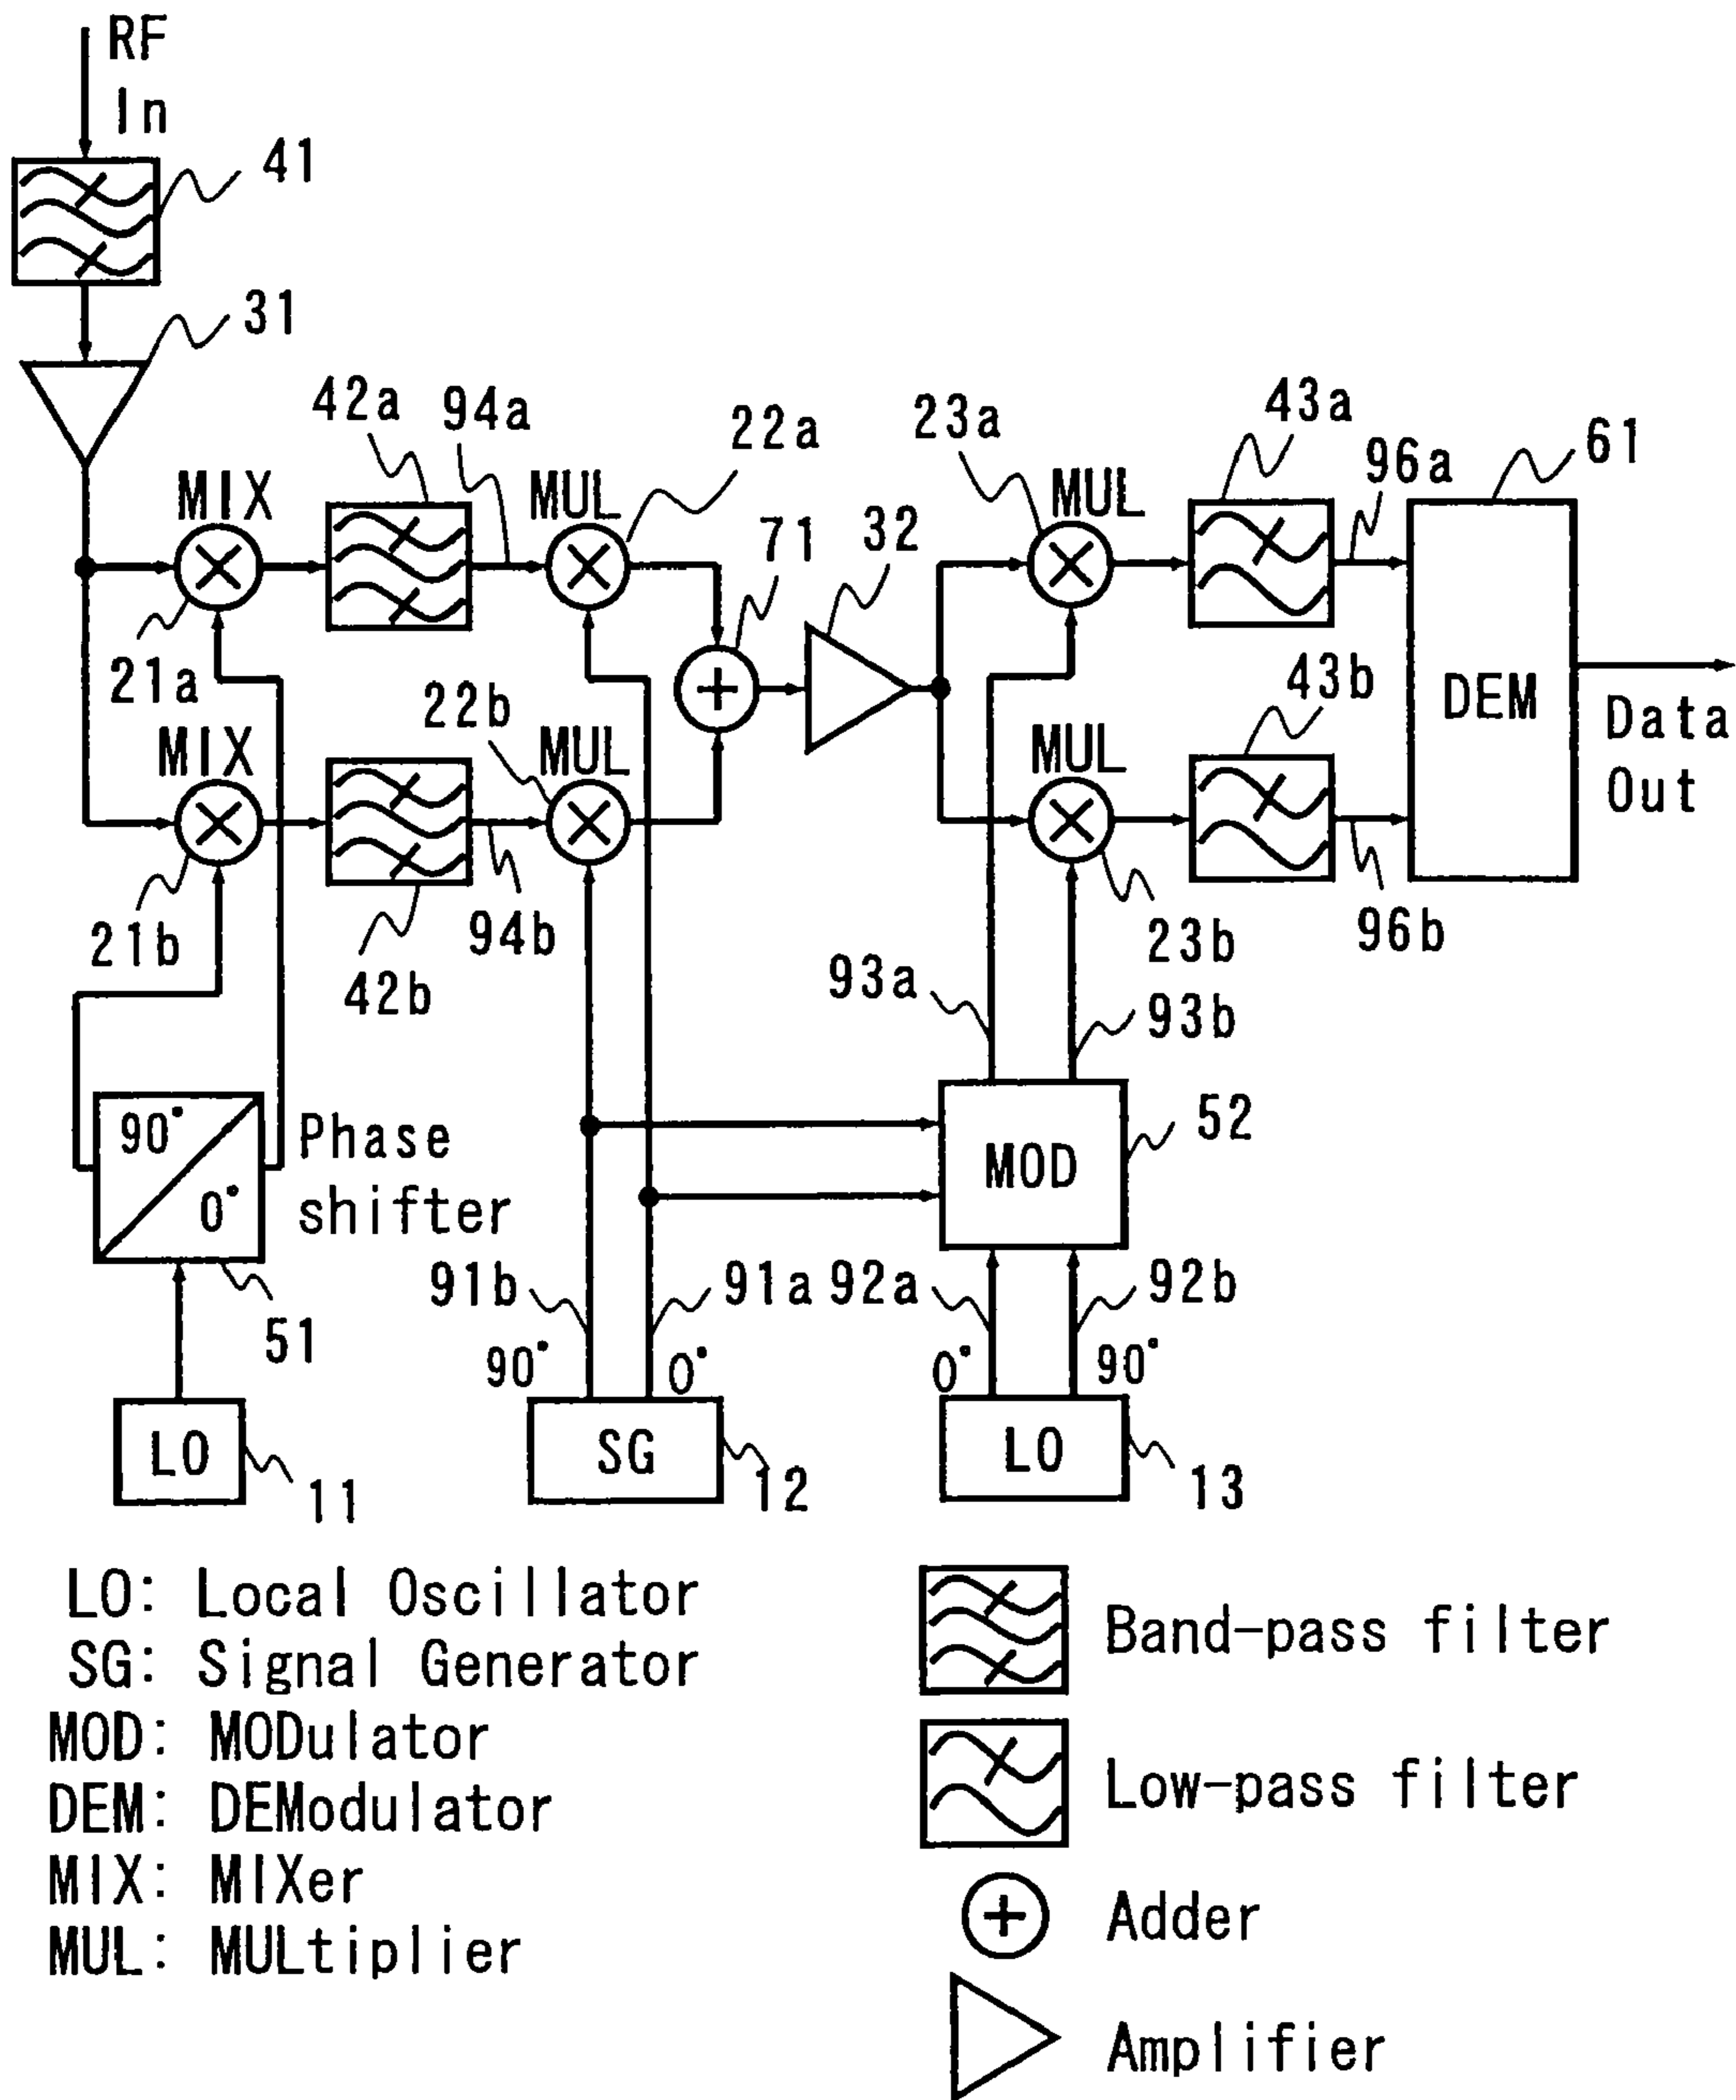 RF
In
41
31
42a
94a
22a
23a
43a
61
MIX
MUL
71
32
MUL
96a
21a
MIX
22b
MUL
MUL
43b
DEM
Data
Out
21b
42b
94b
93a
93b
23b
96b
90°
0°
Phase
shifter
MOD
52
51
91b
91a
92a
92b
90°
0°
0°
90°
LO
11
SG
12
LO
13
LO: Local Oscillator
SG: Signal Generator
MOD: MODulator
DEM: DEModulator
MIX: MIXer
MUL: MULtiplier
Band-pass filter
Low-pass filter
Adder
Amplifier